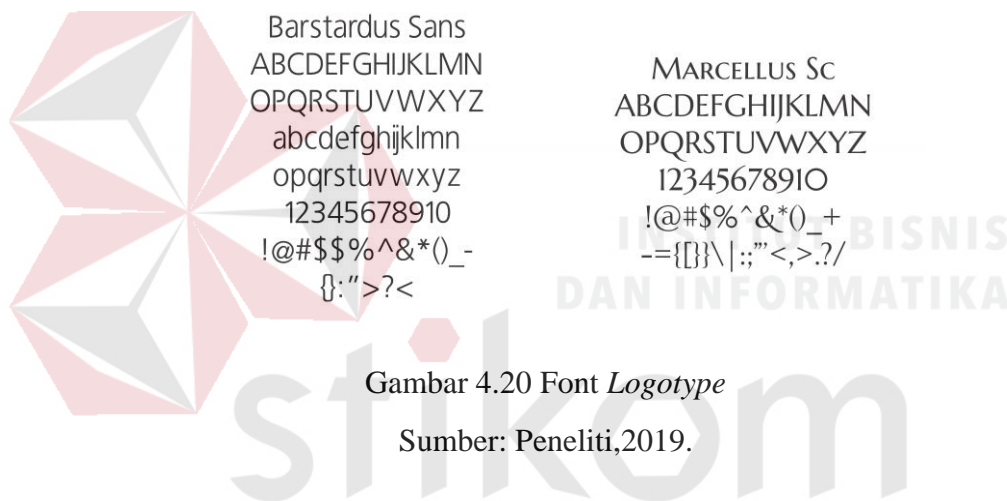 Barstardus Sans
ABCDEFGHIJKLMN
OPQRSTUVWXYZ
abcdefghijklmn
opqrstuvwxyz
12345678910
!@#$$%^&*()_-
{}:">?<
MARCELLUS SC
ABCDEFGHIJKLMN
OPQRSTUVWXYZ
12345678910
!@#$%^&*()_+
-={[}}\|:;"'<,>.?/
INSTITUT BISNIS
DAN INFORMATIKA
stikom
Gambar 4.20 Font Logotype
Sumber: Peneliti,2019.